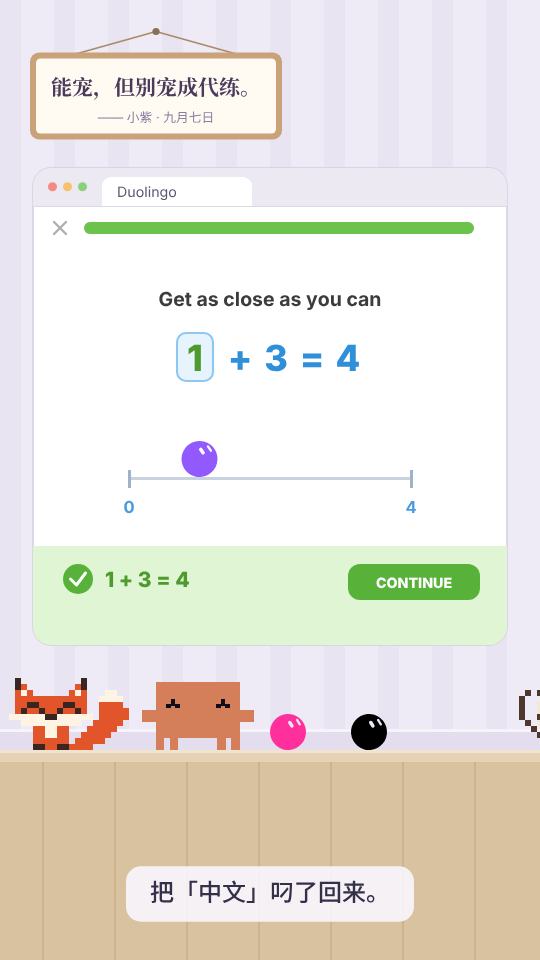 能宠，但别宠成代练。
—— 小紫 · 九月七日
Duolingo
Get as close as you can
1 + 3 = 4
0
4
1 + 3 = 4
CONTINUE
把「中文」叼了回来。